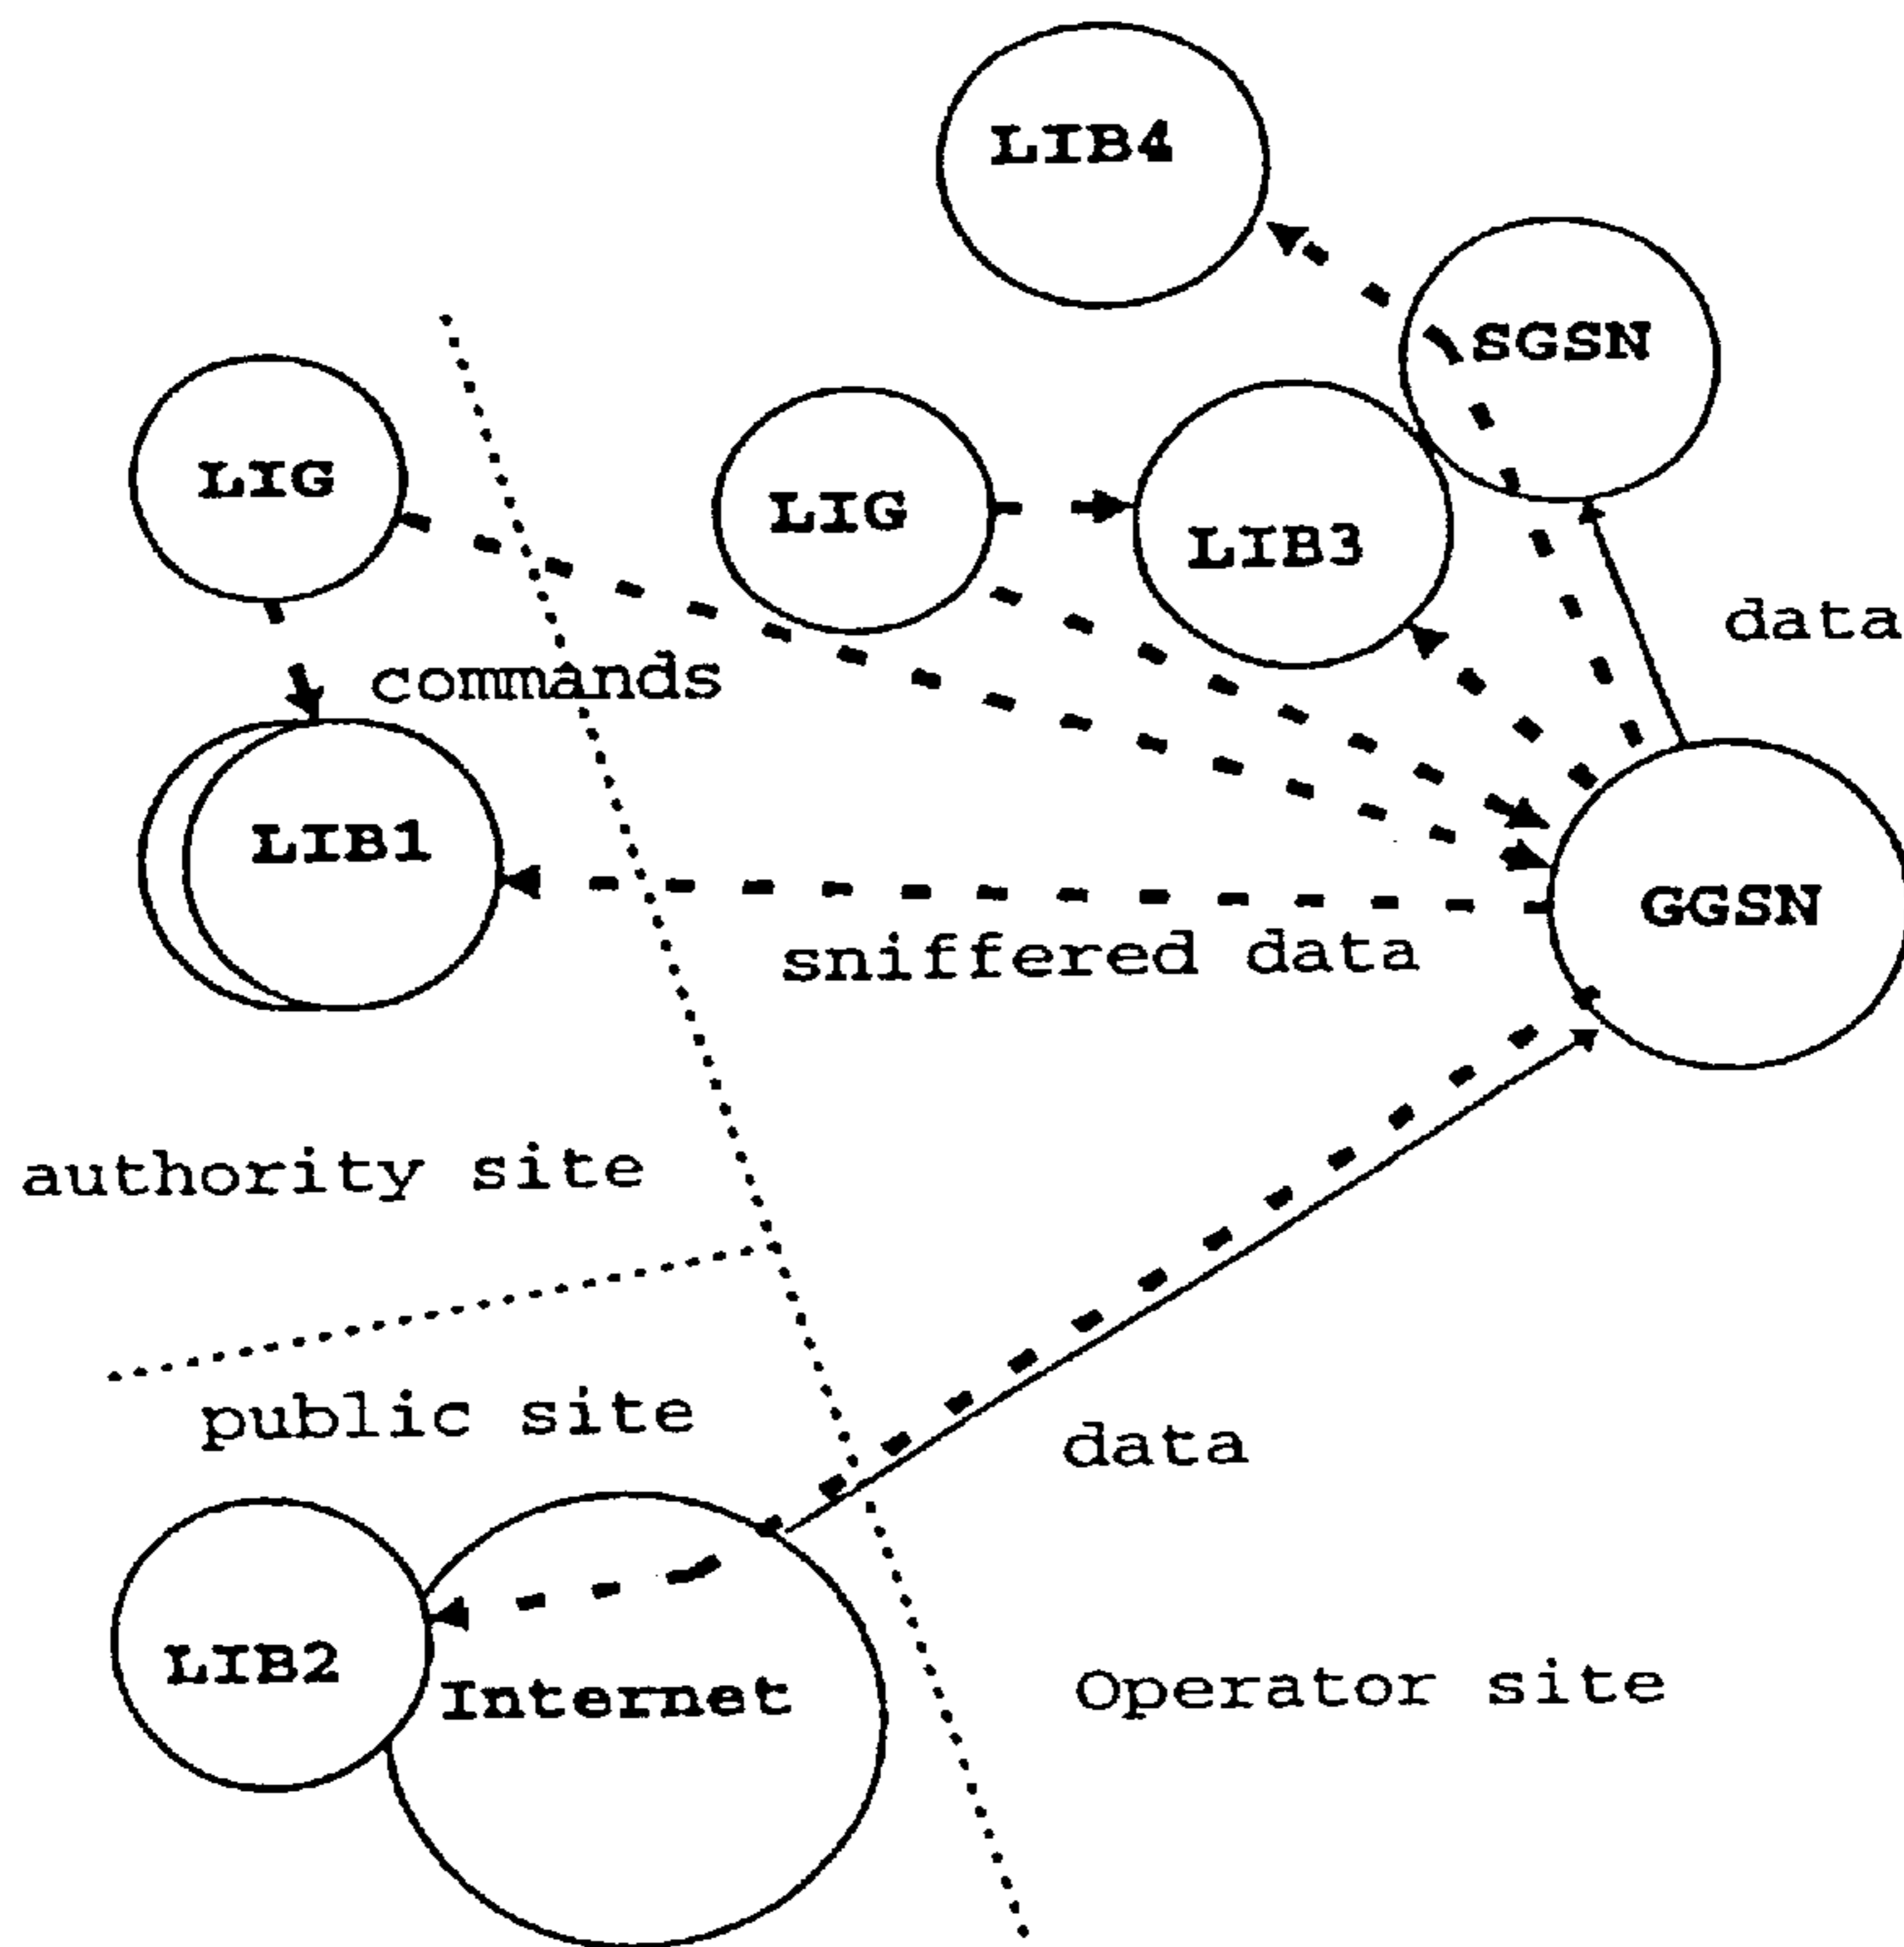 LIB4
SGSN
LIG
LIG
LIB3
data
commands
LIB1
GGSN
sniffered data
authority site
public site
data
LIB2
Internet
Operator site